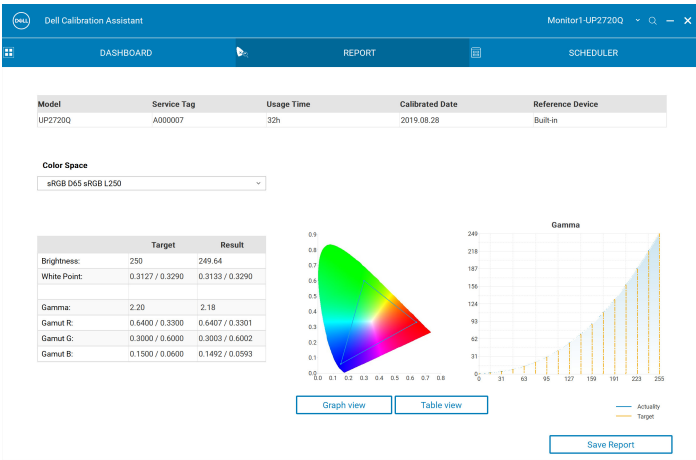 DELL Dell Calibration Assistant Monitor1-UP2720Q
DASHBOARD REPORT SCHEDULER
Model Service Tag Usage Time Calibrated Date Reference Device
UP2720Q A000007 32h 2019.08.28 Built-in
Color Space
sRGB D65 sRGB L250
Target Result
Brightness: 250 249.64
White Point: 0.3127 / 0.3290 0.3133 / 0.3290
Gamma: 2.20 2.18
Gamut R: 0.6400 / 0.3300 0.6407 / 0.3301
Gamut G: 0.3000 / 0.6000 0.3003 / 0.6002
Gamut B: 0.1500 / 0.0600 0.1492 / 0.0593
0.9
0.8
0.7
0.6
0.5
0.4
0.3
0.2
0.1
0.0
0.0 0.1 0.2 0.3 0.4 0.5 0.6 0.7 0.8
Graph view Table view
Gamma
249
218
187
156
124
93
62
31
0 31 63 95 127 159 191 223 255
Actuality
Target
Save Report